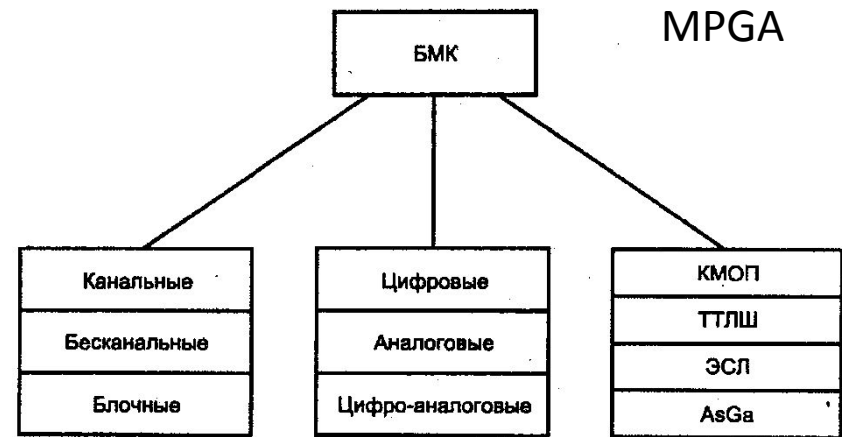 MPGA
БМК
Канальные
Бесканальные
Блочные
Цифровые
Аналоговые
Цифро-аналоговые
КМОП
ТТЛШ
ЭСЛ
AsGa